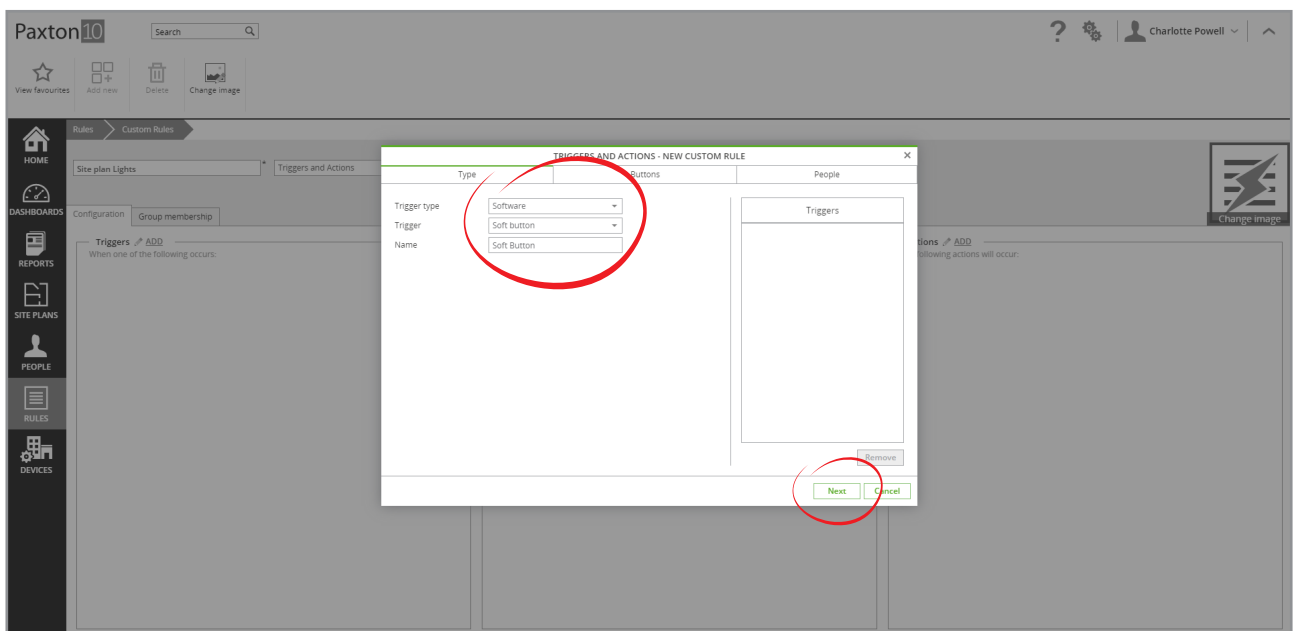 Paxton 10
Search
?
Charlotte Powell
View favourites
Add new
Delete
Change image
HOME
DASHBOARDS
REPORTS
SITE PLANS
PEOPLE
RULES
DEVICES
Rules
Custom Rules
Site plan Lights
*
Triggers and Actions
Change image
Configuration
Group membership
Triggers ADD
When one of the following occurs:
TRIGGERS AND ACTIONS - NEW CUSTOM RULE
×
Type
Buttons
People
Trigger type
Software
Trigger
Soft button
Name
Soft Button
Triggers
Remove
Next
Cancel
ADD
following actions will occur: